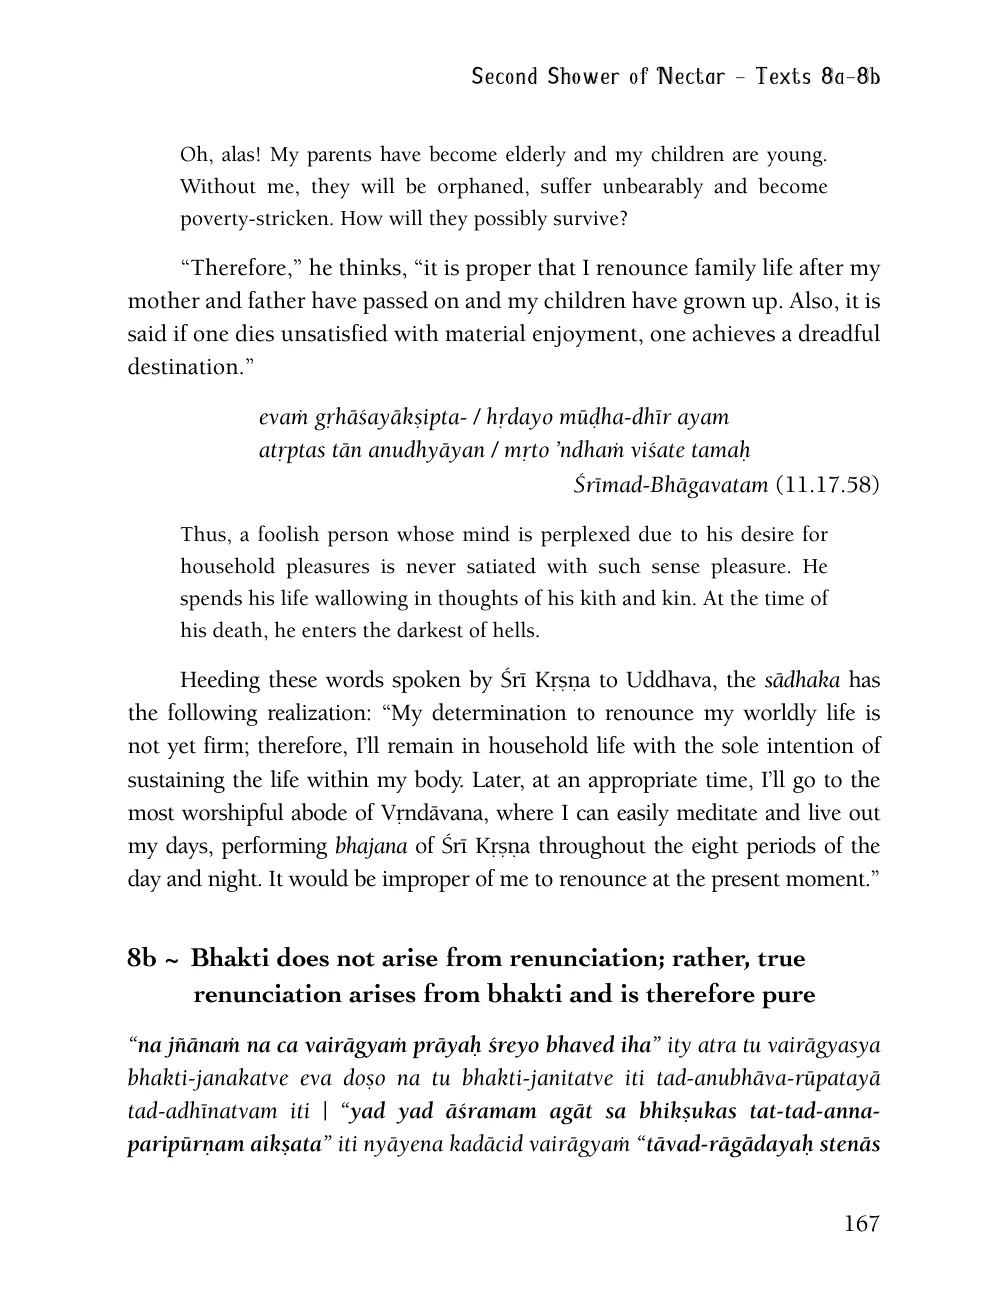 Second Shower of Nectar – Texts 8a–8b
Oh, alas! My parents have become elderly and my children are young.
Without me, they will be orphaned, suffer unbearably and become
poverty-stricken. How will they possibly survive?
“Therefore,” he thinks, “it is proper that I renounce family life after my
mother and father have passed on and my children have grown up. Also, it is
said if one dies unsatisfied with material enjoyment, one achieves a dreadful
destination.”
evaṁ gṛhāśayākṣipta- / hṛdayo mūḍha-dhīr ayam
atṛptas tān anudhyāyan / mṛto ’ndhaṁ viśate tamaḥ
Śrīmad-Bhāgavatam (11.17.58)
Thus, a foolish person whose mind is perplexed due to his desire for
household pleasures is never satiated with such sense pleasure. He
spends his life wallowing in thoughts of his kith and kin. At the time of
his death, he enters the darkest of hells.
Heeding these words spoken by Śrī Kṛṣṇa to Uddhava, the sādhaka has
the following realization: “My determination to renounce my worldly life is
not yet firm; therefore, I’ll remain in household life with the sole intention of
sustaining the life within my body. Later, at an appropriate time, I’ll go to the
most worshipful abode of Vṛndāvana, where I can easily meditate and live out
my days, performing bhajana of Śrī Kṛṣṇa throughout the eight periods of the
day and night. It would be improper of me to renounce at the present moment.”
8b ~ Bhakti does not arise from renunciation; rather, true
renunciation arises from bhakti and is therefore pure
“na jñānaṁ na ca vairāgyaṁ prāyaḥ śreyo bhaved iha” ity atra tu vairāgyasya
bhakti-janakatve eva doṣo na tu bhakti-janitatve iti tad-anubhāva-rūpatayā
tad-adhīnatvam iti | “yad yad āśramam agāt sa bhikṣukas tat-tad-anna-
paripūrṇam aikṣata” iti nyāyena kadācid vairāgyaṁ “tāvad-rāgādayaḥ stenās
167